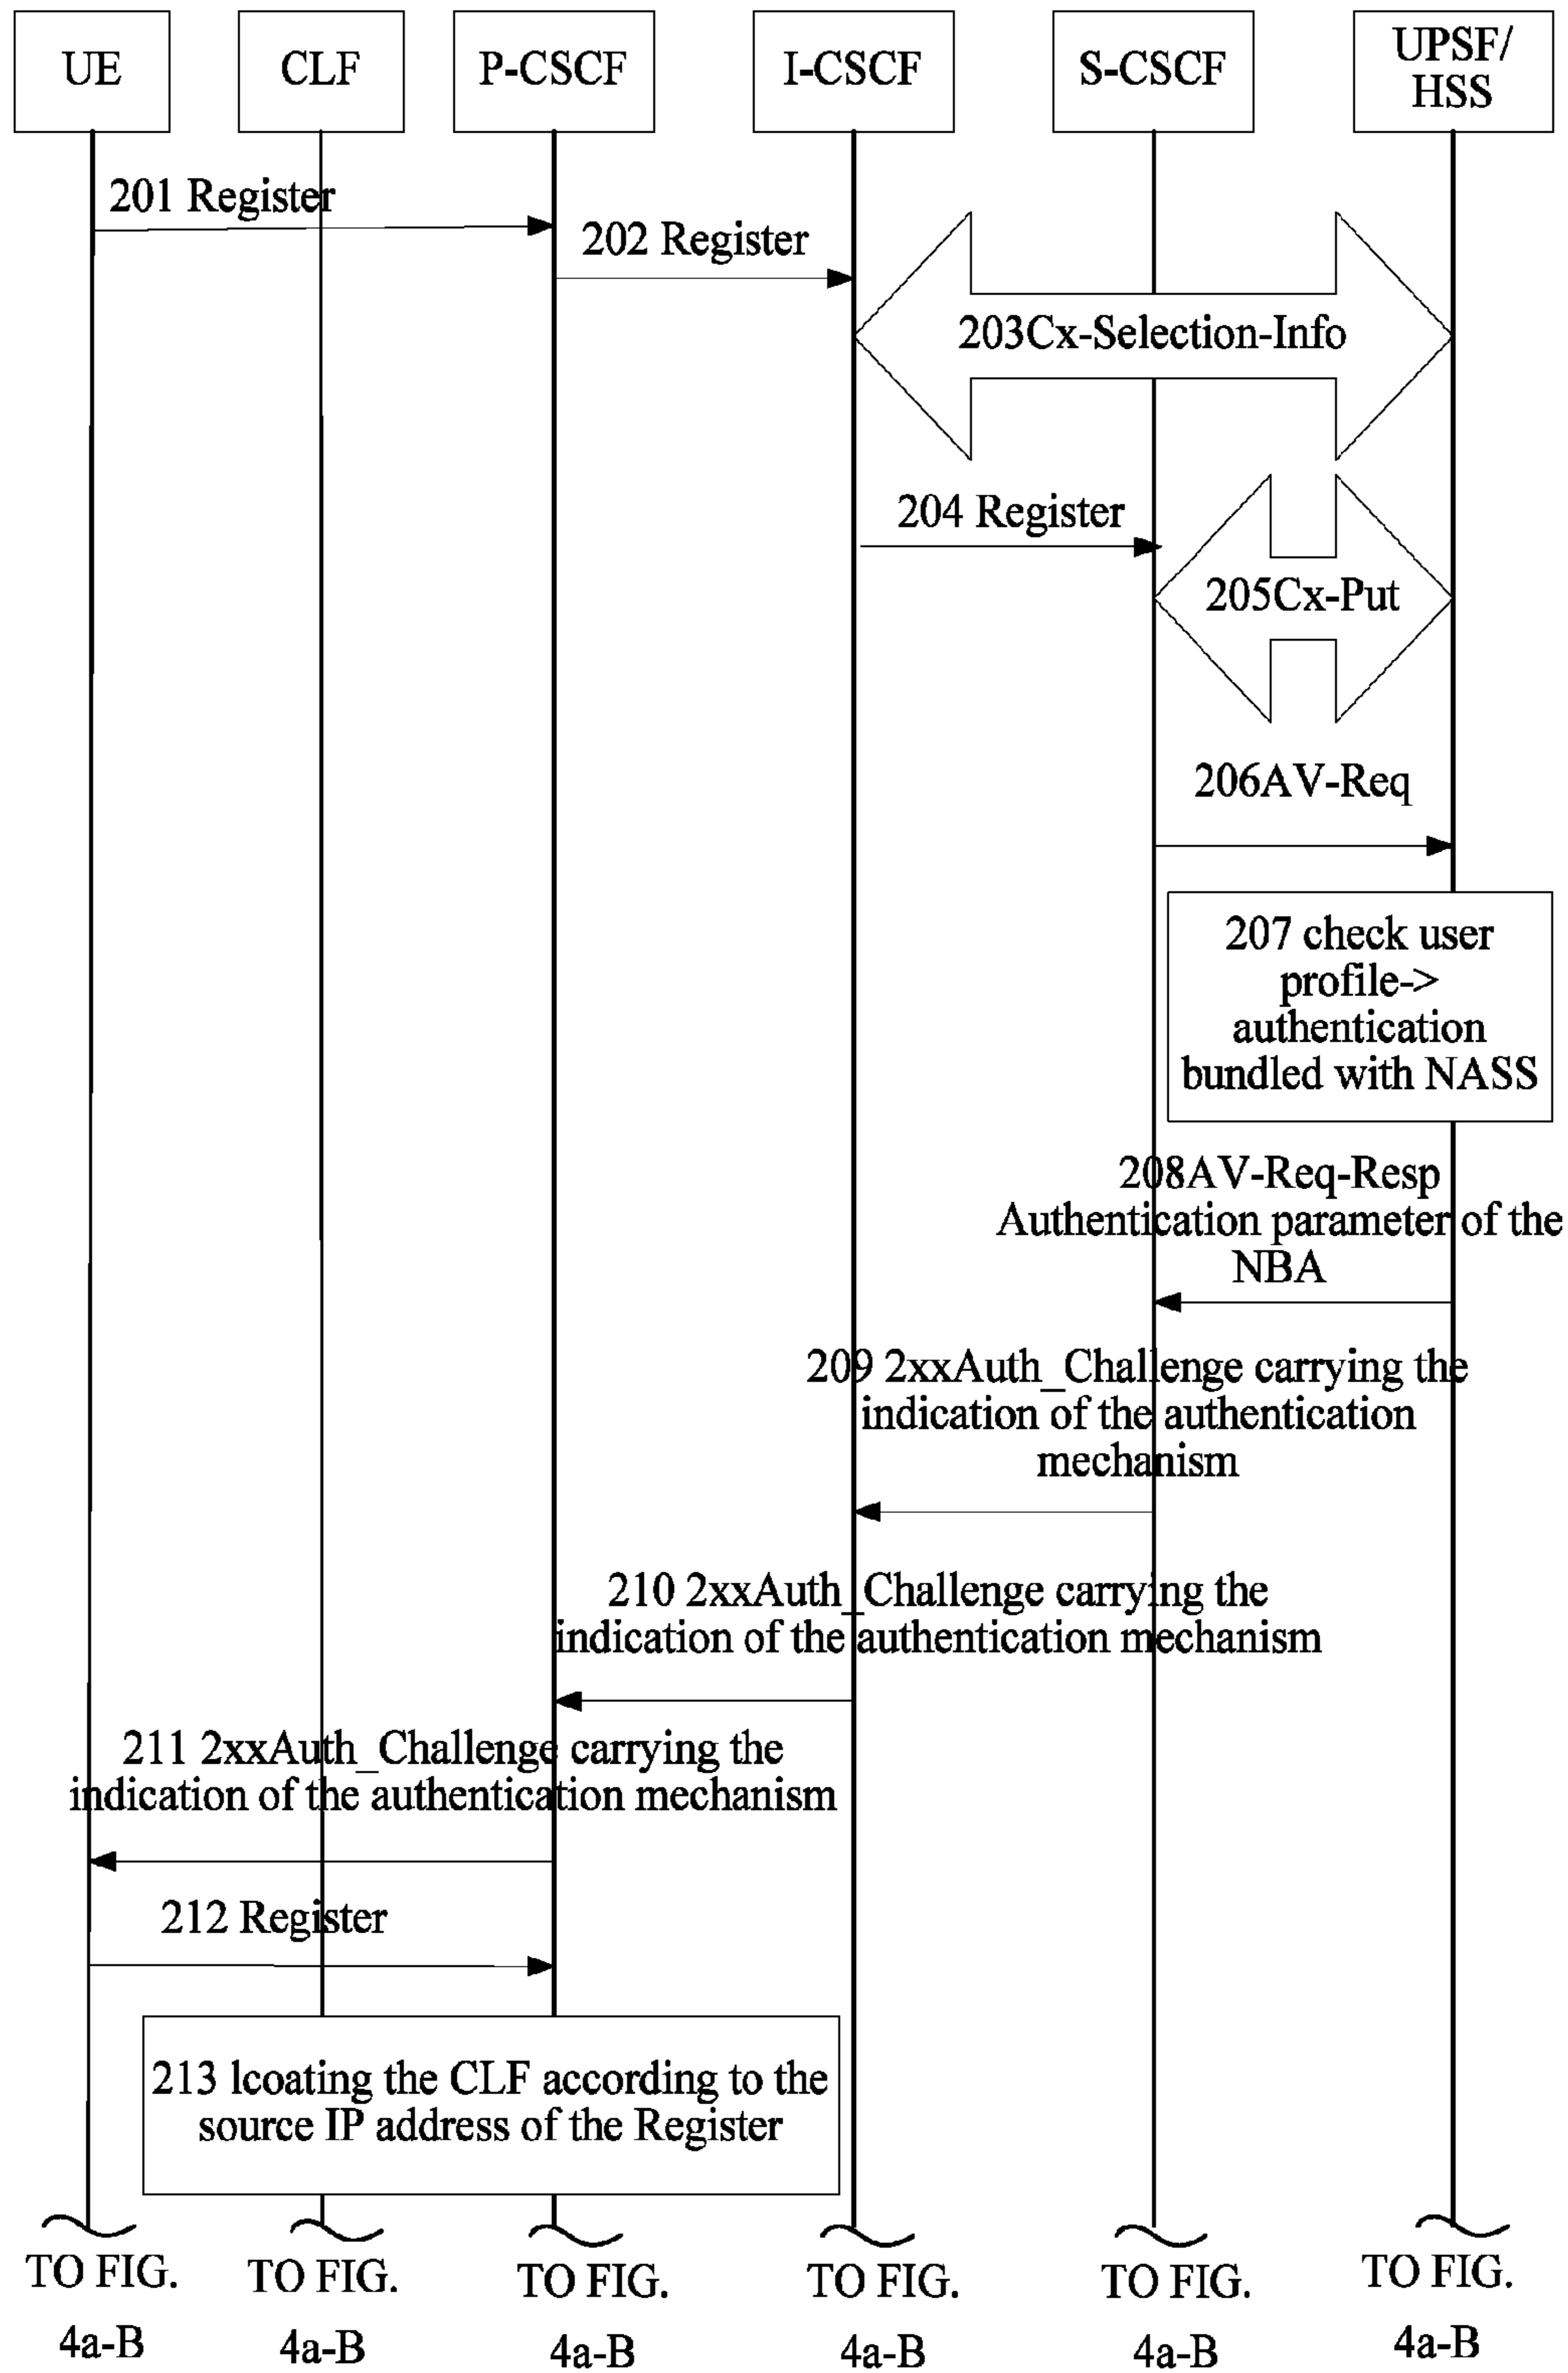 UE
CLF
P-CSCF
I-CSCF
S-CSCF
UPSF/
HSS
201 Register
202 Register
203Cx-Selection-Info
204 Register
205Cx-Put
206AV-Req
207 check user
profile->
authentication
bundled with NASS
208AV-Req-Resp
Authentication parameter of the
NBA
209 2xxAuth_Challenge carrying the
indication of the authentication
mechanism
210 2xxAuth_Challenge carrying the
indication of the authentication mechanism
211 2xxAuth_Challenge carrying the
indication of the authentication mechanism
212 Register
213 lcoating the CLF according to the
source IP address of the Register
TO FIG.
4a-B
TO FIG.
4a-B
TO FIG.
4a-B
TO FIG.
4a-B
TO FIG.
4a-B
TO FIG.
4a-B